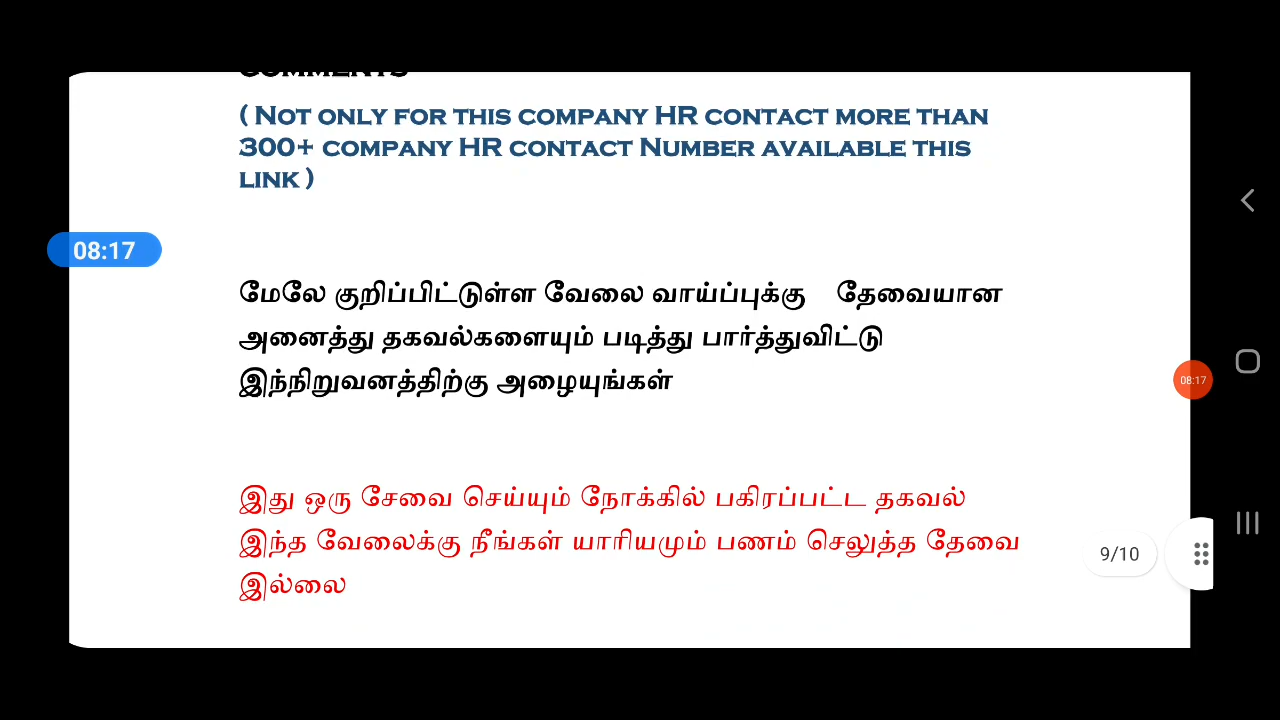 COMMENTS
( NOT ONLY FOR THIS COMPANY HR CONTACT MORE THAN
300+ COMPANY HR CONTACT NUMBER AVAILABLE THIS
LINK )
08:17
மேலே குறிப்பிட்டுள்ள வேலை வாய்ப்புக்கு தேவையான
அனைத்து தகவல்களையும் படித்து பார்த்துவிட்டு
இந்நிறுவனத்திற்கு அழையுங்கள்
08:17
இது ஒரு சேவை செய்யும் நோக்கில் பகிரப்பட்ட தகவல்
இந்த வேலைக்கு நீங்கள் யாரியமும் பணம் செலுத்த தேவை
இல்லை
9/10